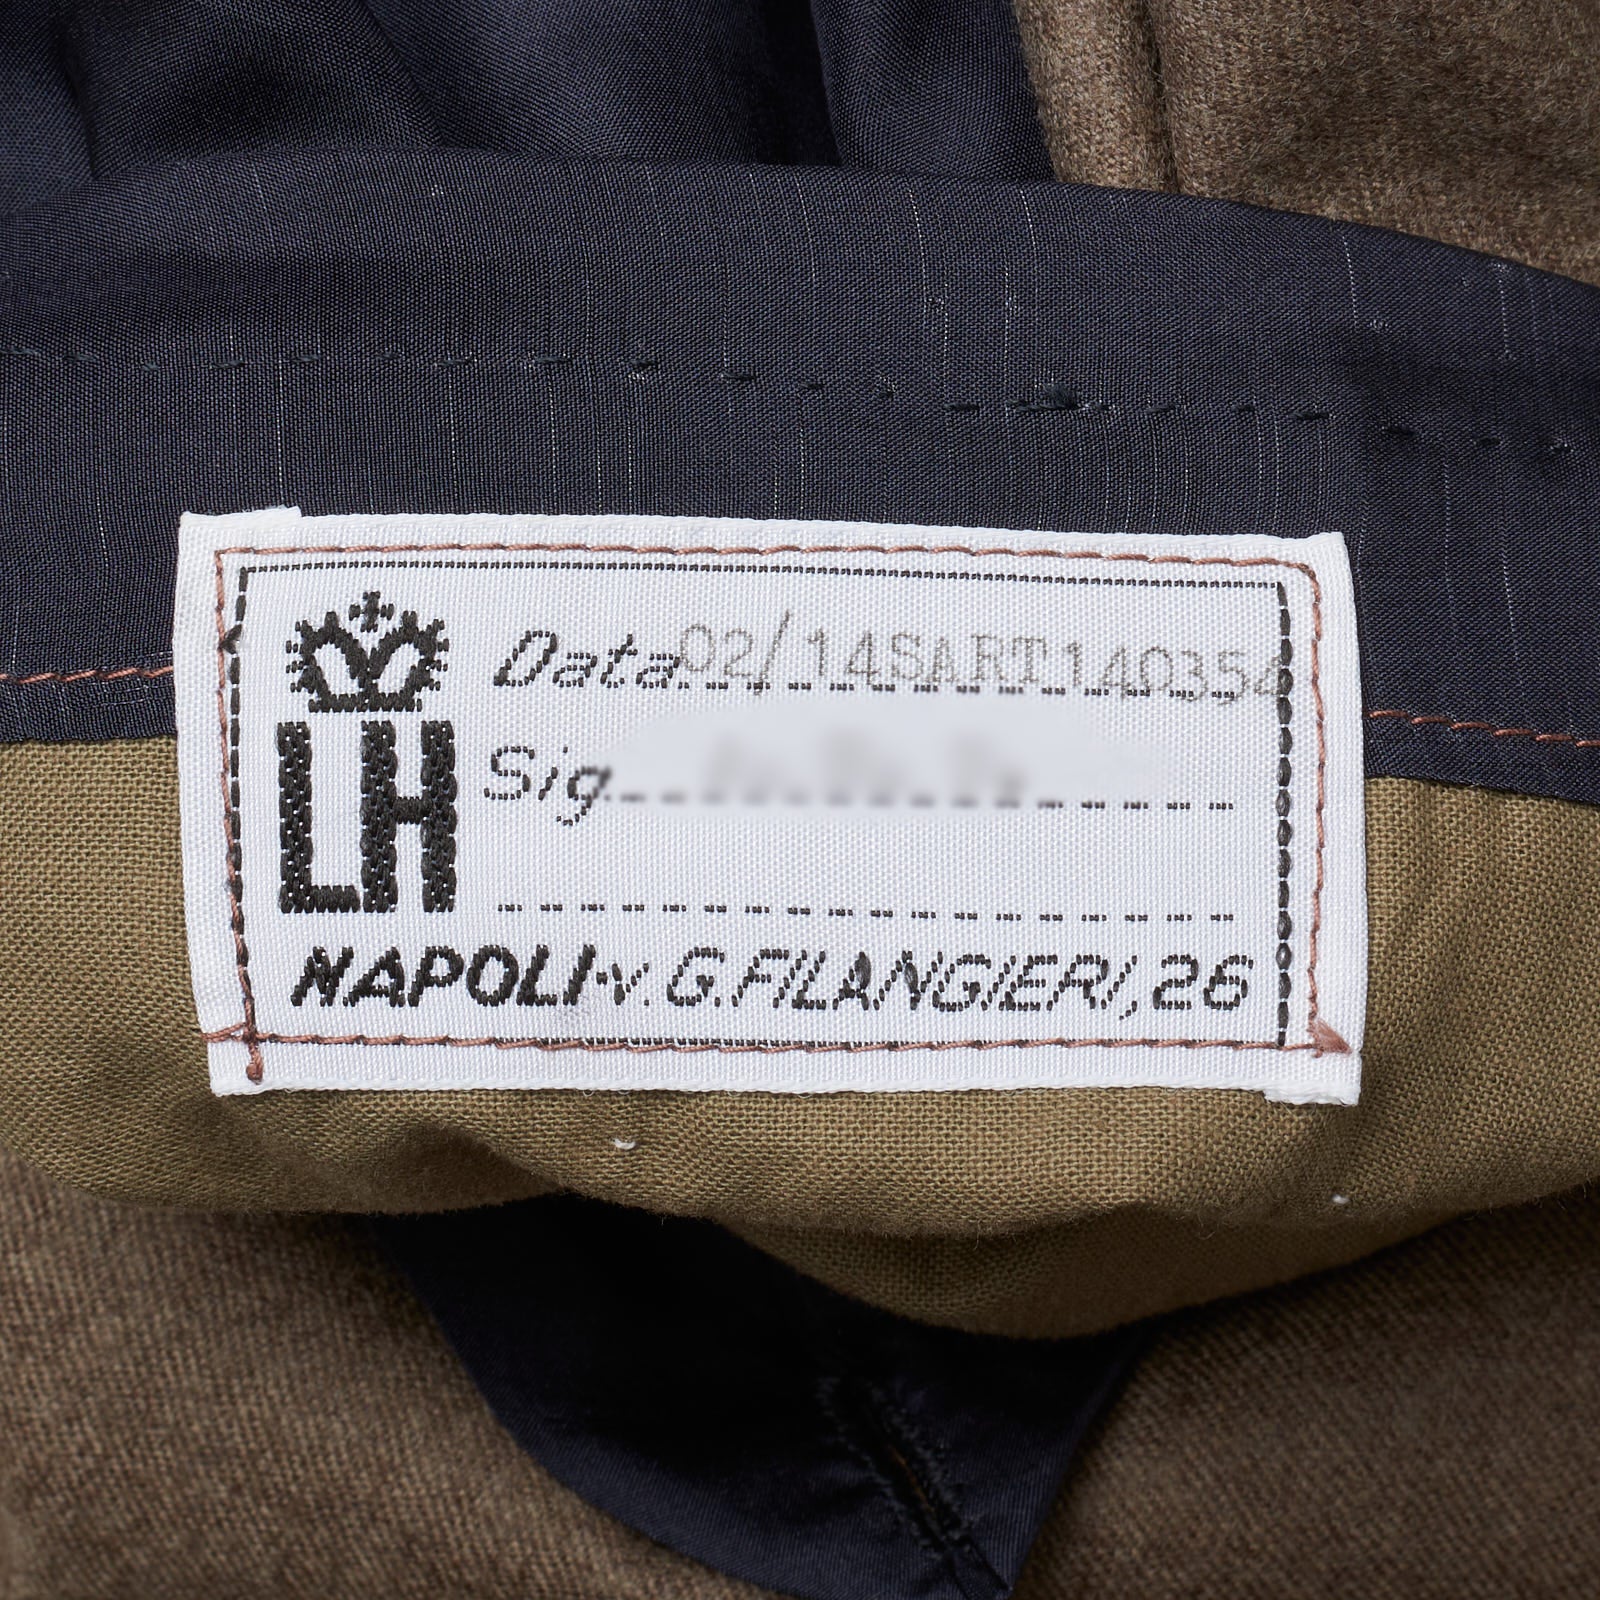 Data 02/14SART140354
LH
Sig.
NAPOLI-V. G. FILANGIERI, 26